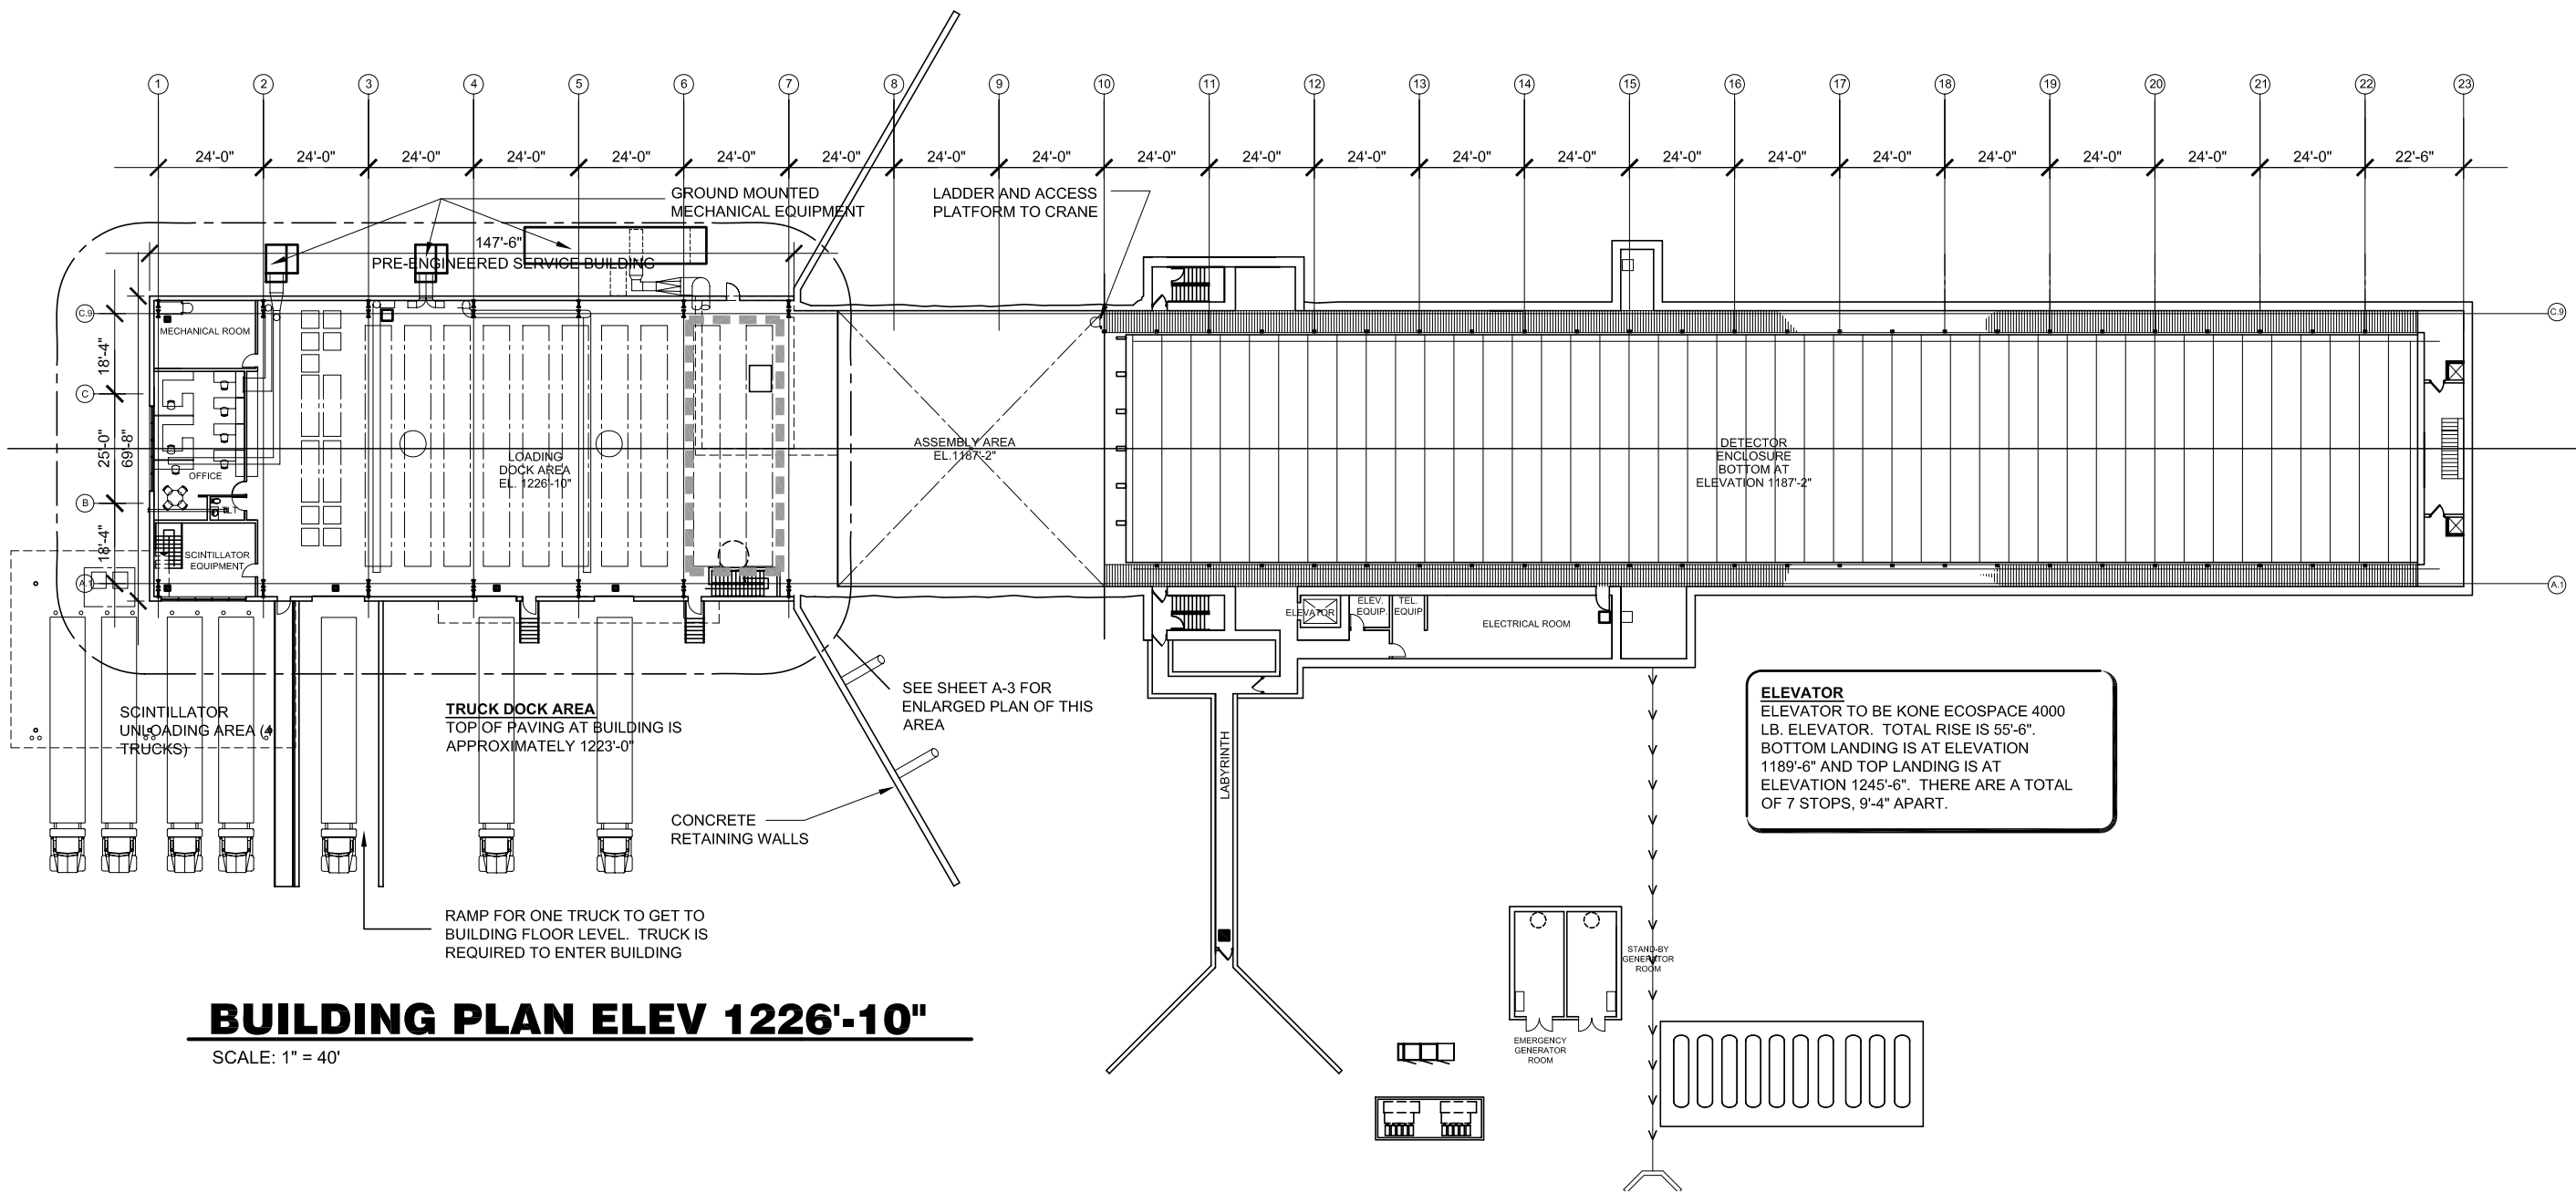 1 2 3 4 5 6 7 8 9 10 11 12 13 14 15 16 17 18 19 20 21 22 23
24'-0" 24'-0" 24'-0" 24'-0" 24'-0" 24'-0" 24'-0" 24'-0" 24'-0" 24'-0" 24'-0" 24'-0" 24'-0" 24'-0" 24'-0" 24'-0" 24'-0" 24'-0" 24'-0" 24'-0" 24'-0" 22'-6"
GROUND MOUNTED
MECHANICAL EQUIPMENT
LADDER AND ACCESS
PLATFORM TO CRANE
147'-6"
PRE-ENGINEERED SERVICE BUILDING
C.9
C
B
A.1
18'-4"
25'-0"
18'-4"
69'-8"
MECHANICAL ROOM
OFFICE
SCINTILLATOR
EQUIPMENT
LOADING
DOCK AREA
EL. 1226'-10"
ASSEMBLY AREA
EL.1187'-2"
DETECTOR
ENCLOSURE
BOTTOM AT
ELEVATION 1187'-2"
C.9
A.1
ELEVATOR
ELEV.
EQUIP.
TEL.
EQUIP.
ELECTRICAL ROOM
SCINTILLATOR
UNLOADING AREA (4
TRUCKS)
TRUCK DOCK AREA
TOP OF PAVING AT BUILDING IS
APPROXIMATELY 1223'-0"
SEE SHEET A-3 FOR
ENLARGED PLAN OF THIS
AREA
CONCRETE
RETAINING WALLS
LABYRINTH
ELEVATOR
ELEVATOR TO BE KONE ECOSPACE 4000
LB. ELEVATOR. TOTAL RISE IS 55'-6".
BOTTOM LANDING IS AT ELEVATION
1189'-6" AND TOP LANDING IS AT
ELEVATION 1245'-6". THERE ARE A TOTAL
OF 7 STOPS, 9'-4" APART.
RAMP FOR ONE TRUCK TO GET TO
BUILDING FLOOR LEVEL. TRUCK IS
REQUIRED TO ENTER BUILDING
STAND-BY
GENERATOR
ROOM
EMERGENCY
GENERATOR
ROOM
BUILDING PLAN ELEV 1226'-10"
SCALE: 1" = 40'